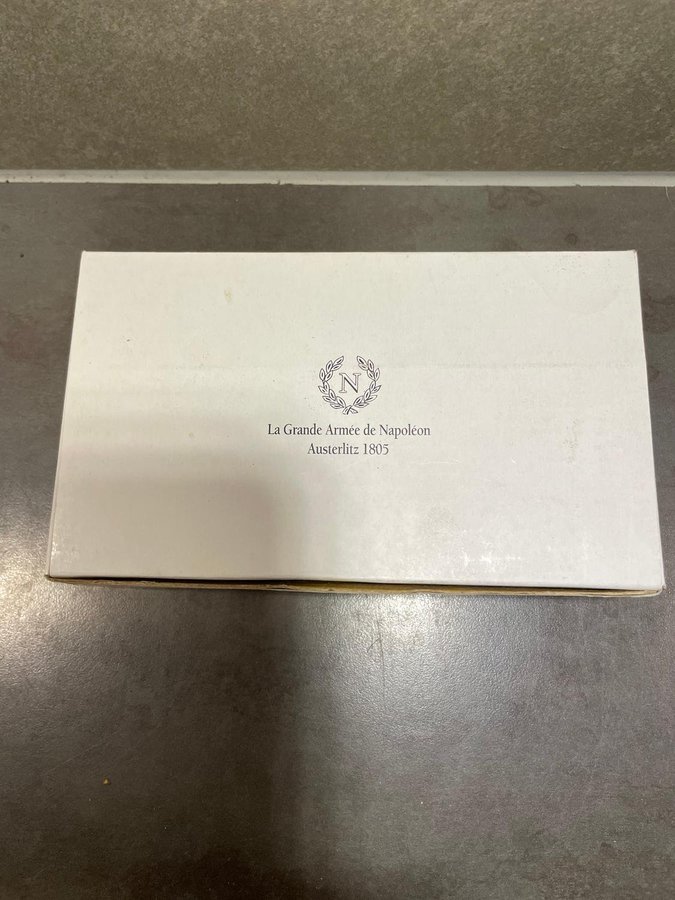 N
La Grande Armée de Napoléon
Austerlitz 1805